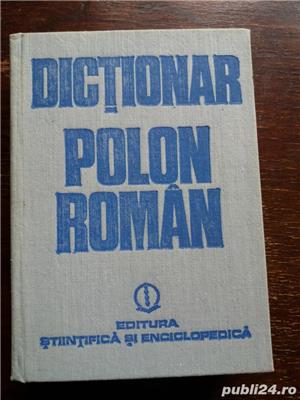 DICȚIONAR
POLON
ROMÂN
EDITURA
ȘTIINȚIFICĂ ȘI ENCICLOPEDICĂ
publi24.ro